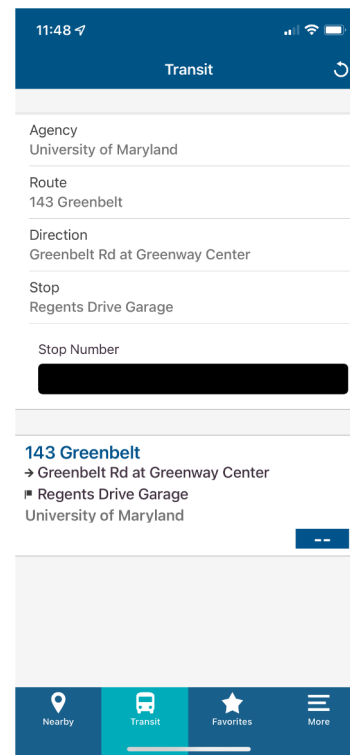 11:48
Transit
Agency
University of Maryland
Route
143 Greenbelt
Direction
Greenbelt Rd at Greenway Center
Stop
Regents Drive Garage
Stop Number
143 Greenbelt
→ Greenbelt Rd at Greenway Center
Regents Drive Garage
University of Maryland
--
Nearby Transit Favorites More